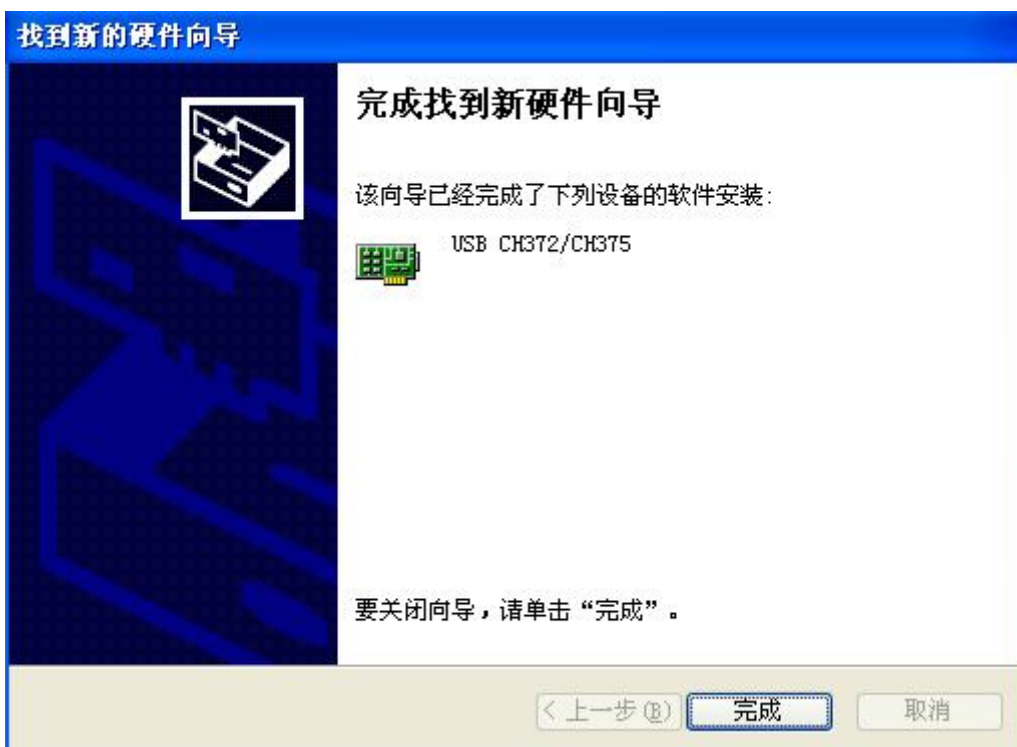 找到新的硬件向导
完成找到新硬件向导
该向导已经完成了下列设备的软件安装:
USB CH372/CH375
要关闭向导，请单击“完成”。
< 上一步(B)
完成
取消